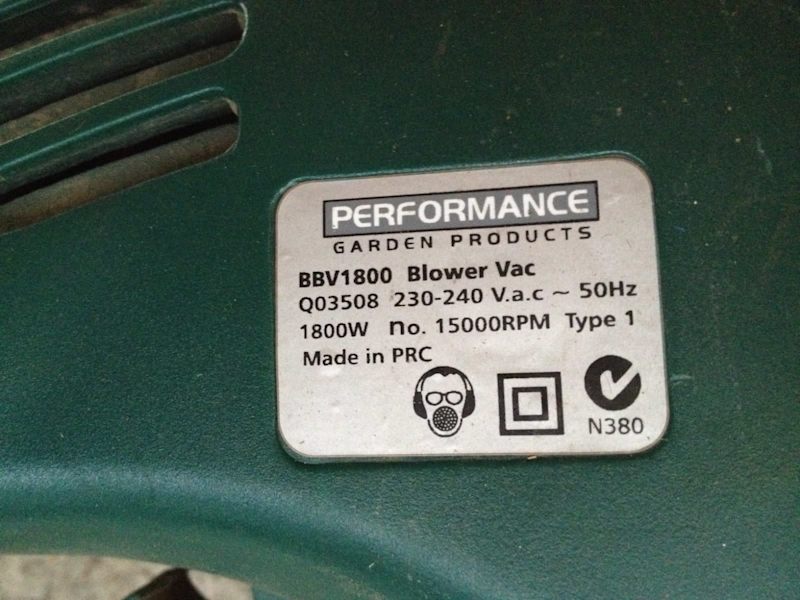 PERFORMANCE
GARDEN PRODUCTS
BBV1800 Blower Vac
Q03508 230-240 V.a.c ~ 50Hz
1800W no. 15000RPM Type 1
Made in PRC
N380